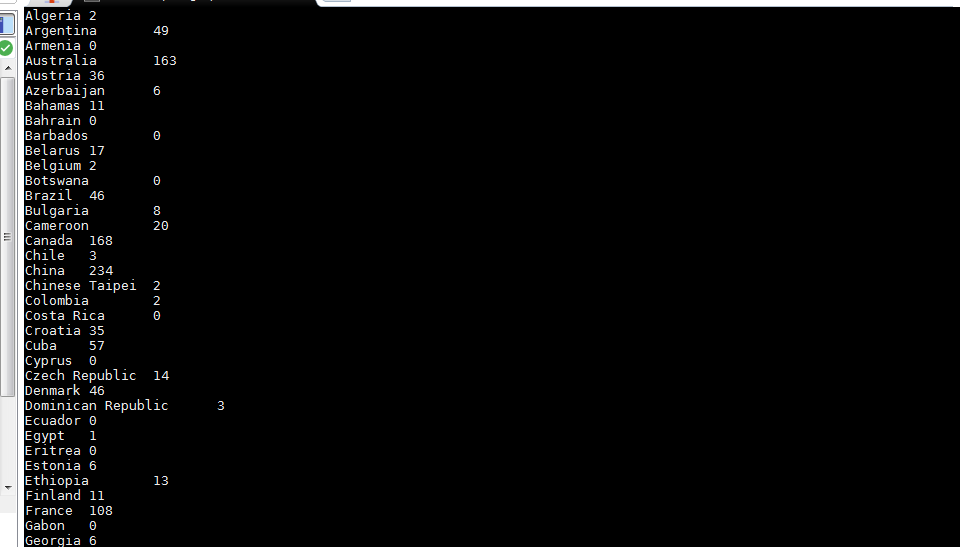 Algeria 2
Argentina 49
Armenia 0
Australia 163
Austria 36
Azerbaijan 6
Bahamas 11
Bahrain 0
Barbados 0
Belarus 17
Belgium 2
Botswana 0
Brazil 46
Bulgaria 8
Cameroon 20
Canada 168
Chile 3
China 234
Chinese Taipei 2
Colombia 2
Costa Rica 0
Croatia 35
Cuba 57
Cyprus 0
Czech Republic 14
Denmark 46
Dominican Republic 3
Ecuador 0
Egypt 1
Eritrea 0
Estonia 6
Ethiopia 13
Finland 11
France 108
Gabon 0
Georgia 6